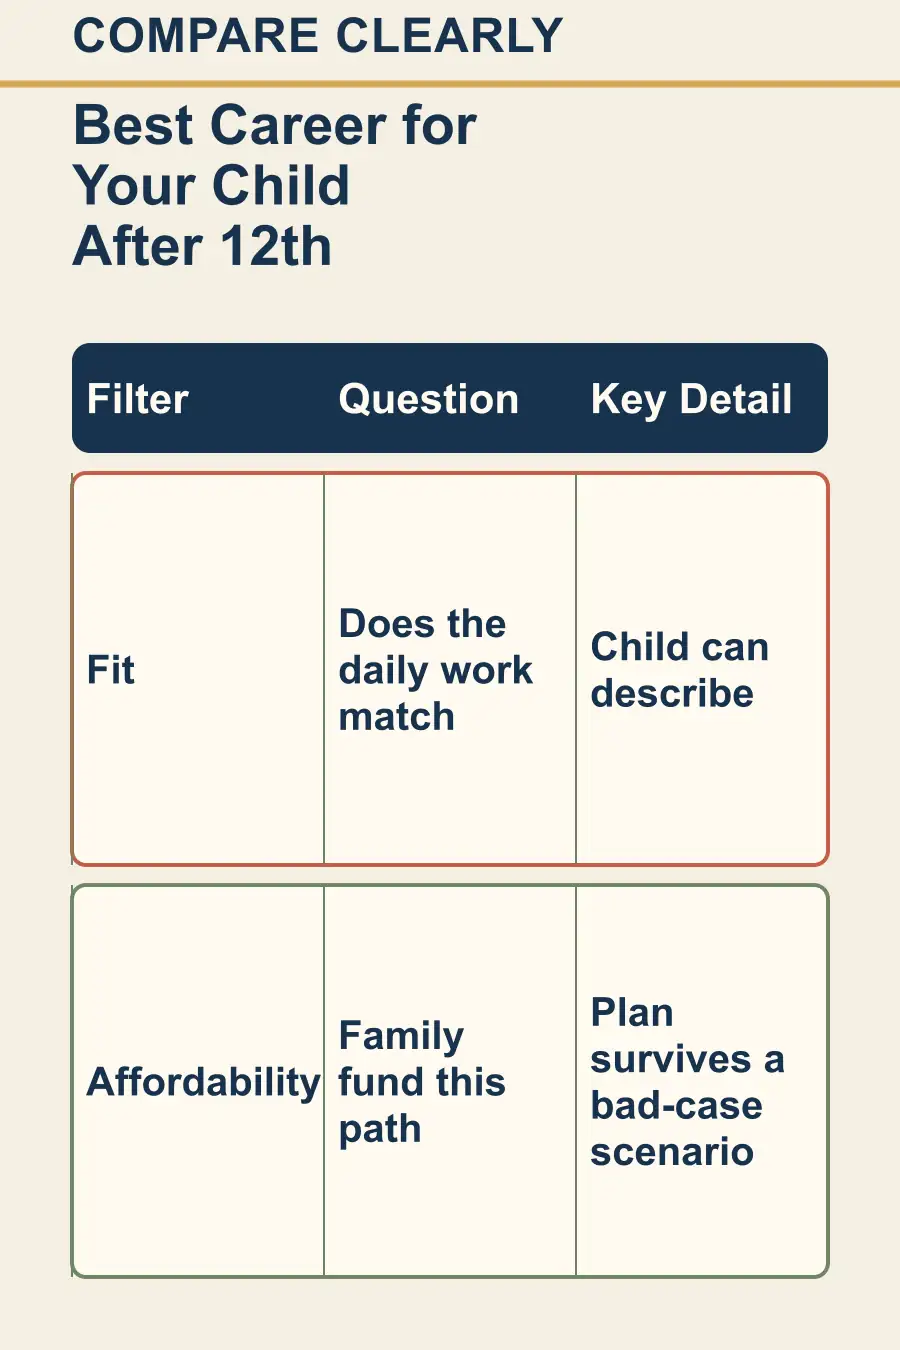 COMPARE CLEARLY
Best Career for
Your Child
After 12th
Filter
Question
Key Detail
Fit
Does the
daily work
match
Child can
describe
Affordability
Family
fund this
path
Plan
survives a
bad-case
scenario